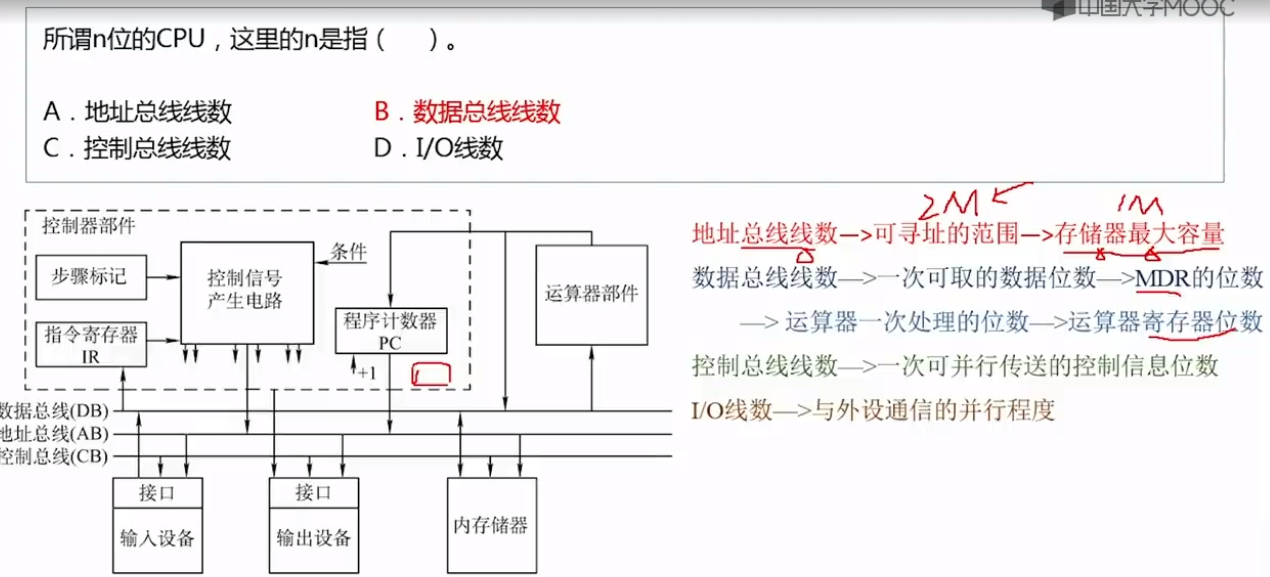 中国大学MOOC
所谓n位的CPU，这里的n是指（ ）。
A．地址总线线数 B．数据总线线数
C．控制总线线数 D．I/O线数
2M 1M
控制器部件
步骤标记
控制信号
产生电路
条件
指令寄存器
IR
程序计数器
PC
+1
运算器部件
数据总线(DB)
地址总线(AB)
控制总线(CB)
接口
输入设备
接口
输出设备
内存储器
地址总线线数—>可寻址的范围—>存储器最大容量
数据总线线数—>一次可取的数据位数—>MDR的位数
—> 运算器一次处理的位数—>运算器寄存器位数
控制总线线数—>一次可并行传送的控制信息位数
I/O线数—>与外设通信的并行程度